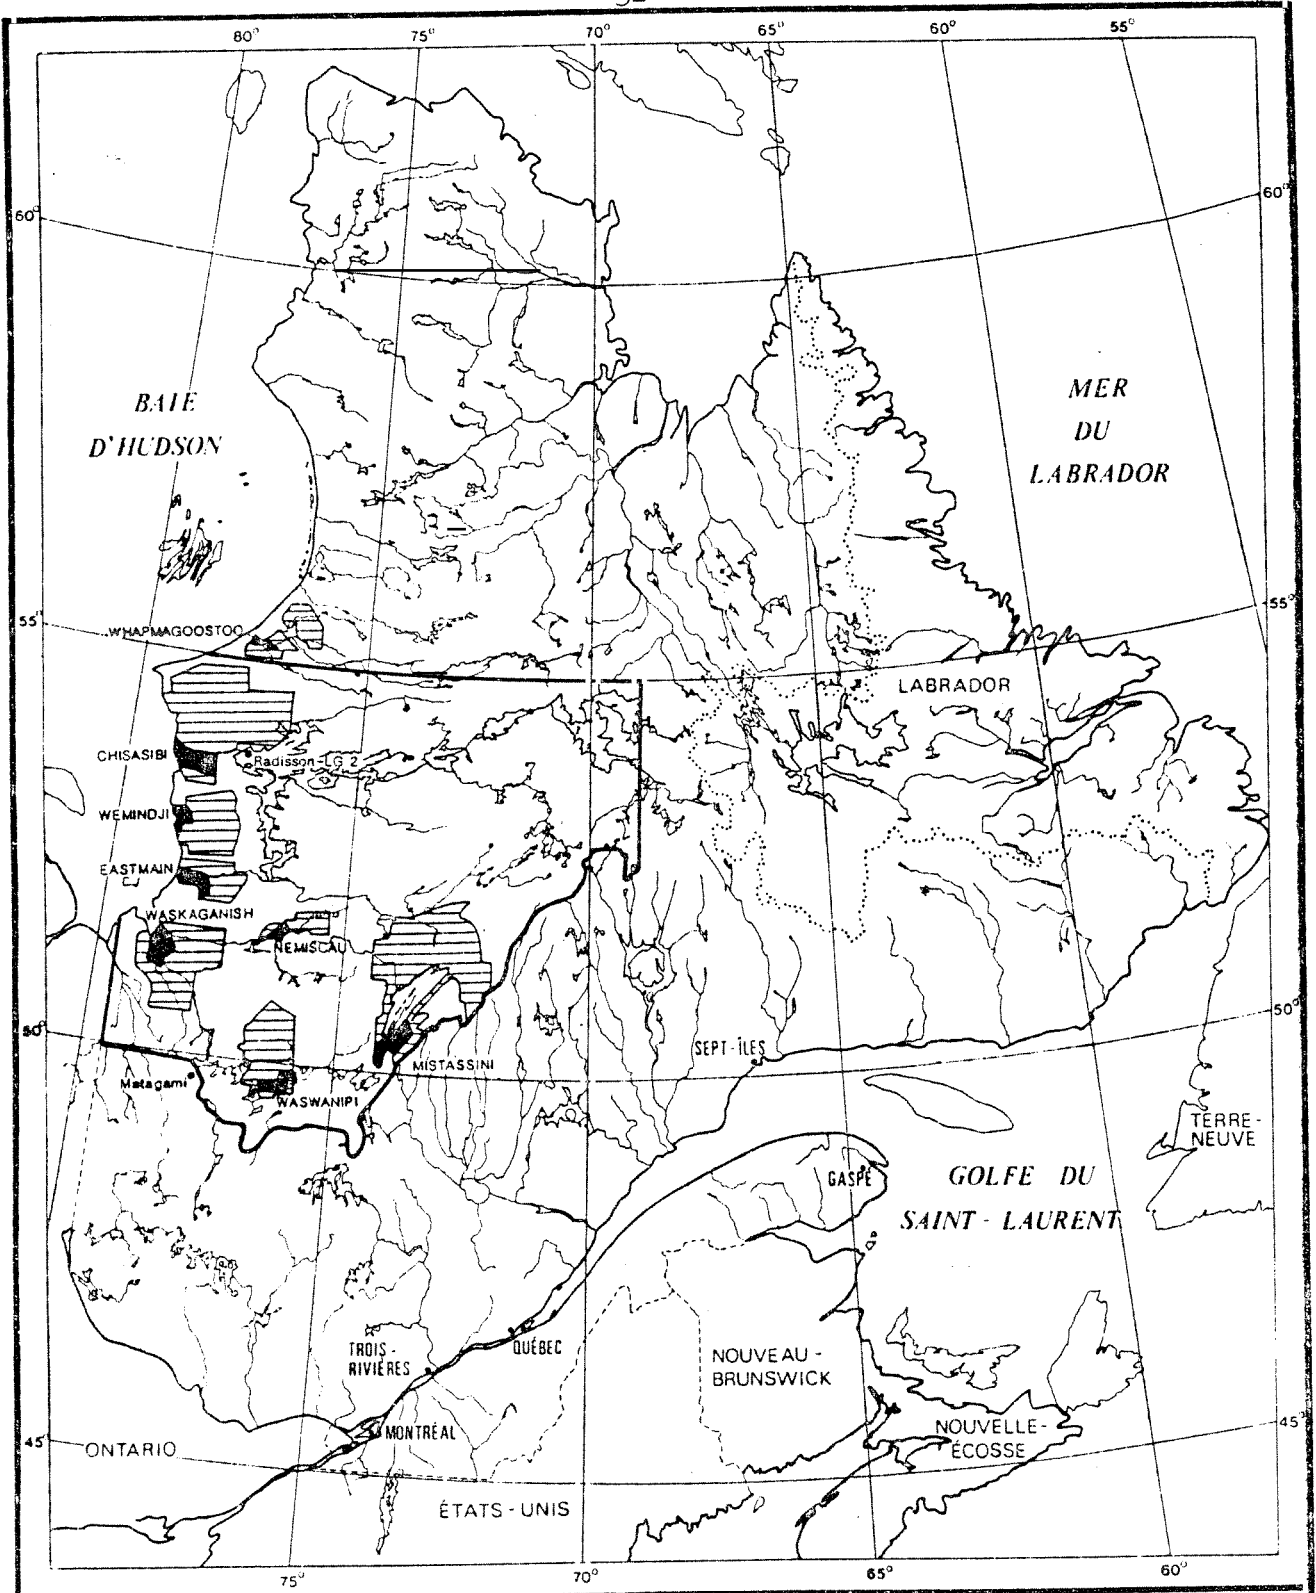 80° 75° 70° 65° 60° 55°
60° 60°
BAIE
D'HUDSON
MER
DU
LABRADOR
55° 55°
WHAPMAGOOSTOO
LABRADOR
CHISASIBI
Radisson-LG 2
WEMINDJI
EASTMAIN
WASKAGANISH
NEMISCAU
50° 50°
SEPT-ÎLES
MISTASSINI
Matagami
WASWANIPI
TERRE-
NEUVE
GASPÉ
GOLFE DU
SAINT-LAURENT
TROIS-
RIVIÈRES
QUÉBEC
NOUVEAU-
BRUNSWICK
MONTRÉAL
NOUVELLE-
ÉCOSSE
45° 45°
ONTARIO
ÉTATS-UNIS
75° 70° 65° 60°